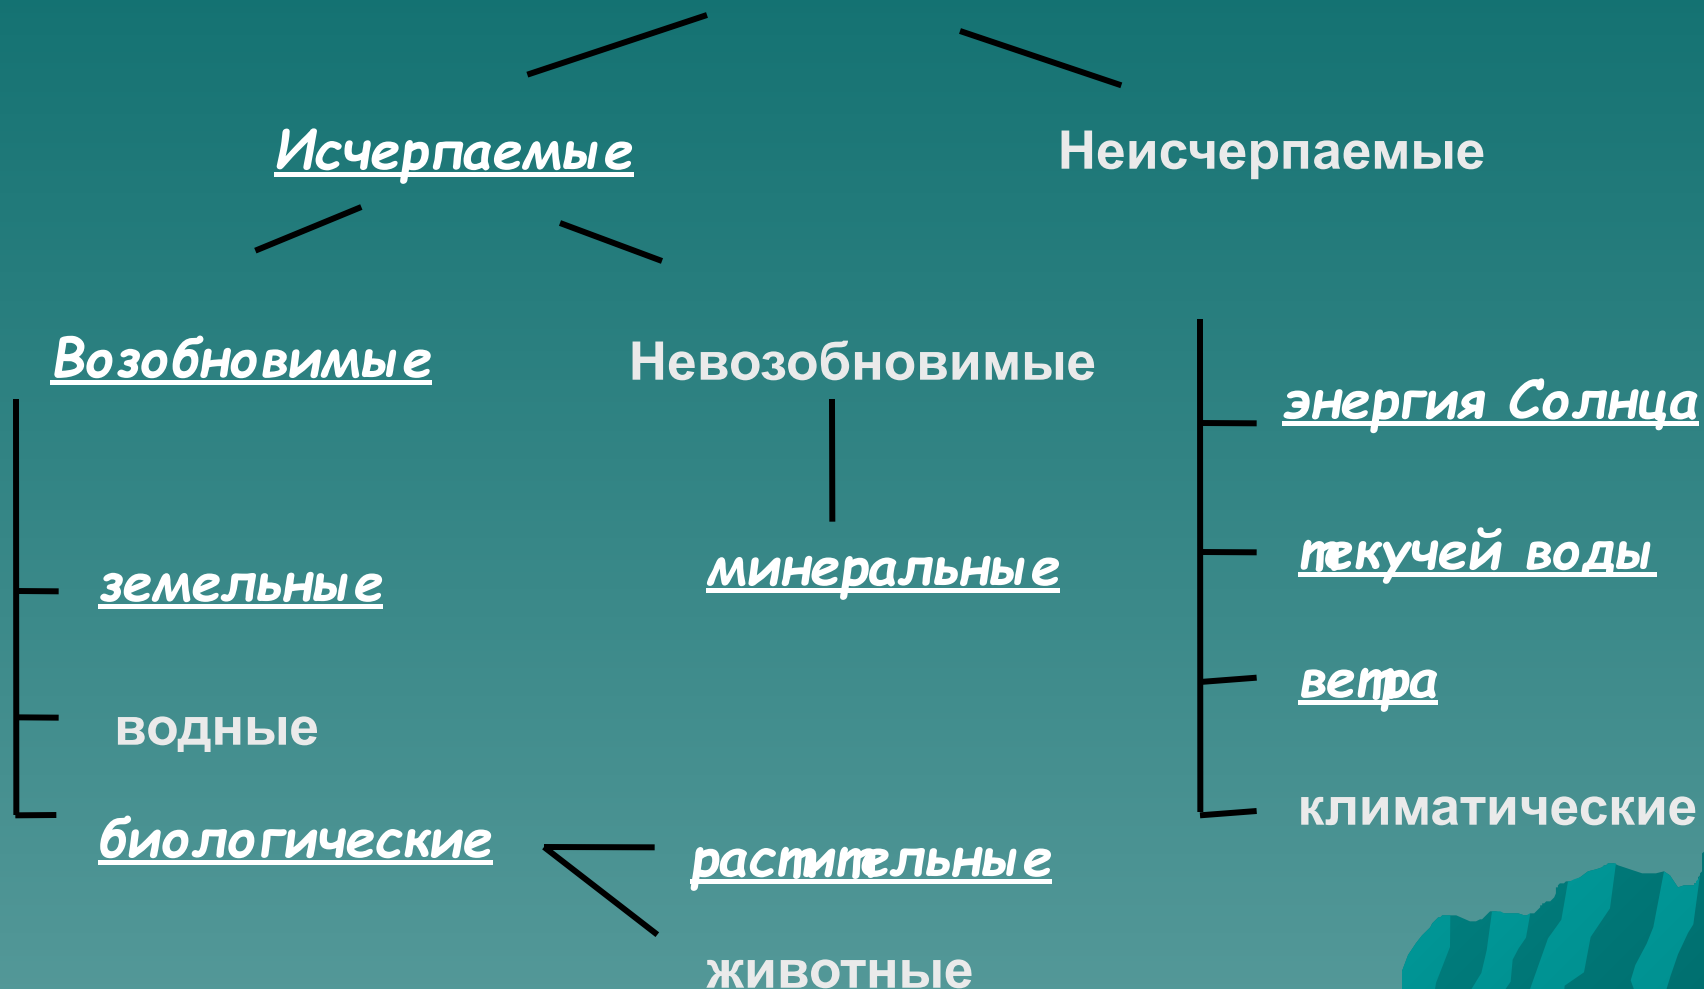 Исчерпаемые
Неисчерпаемые
Возобновимые
Невозобновимые
энергия Солнца
текучей воды
земельные
минеральные
ветра
водные
климатические
биологические
растительные
животные